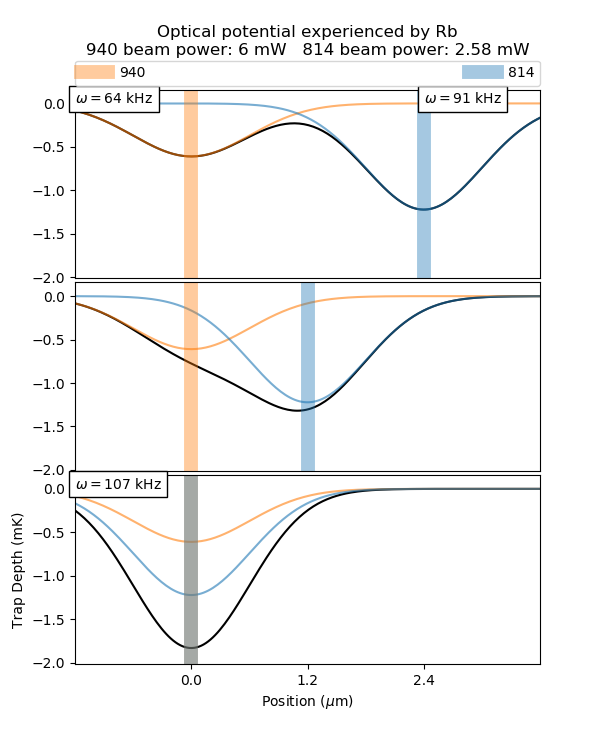 Optical potential experienced by Rb
940 beam power: 6 mW   814 beam power: 2.58 mW
940
814
ω = 64 kHz
ω = 91 kHz
0.0
−0.5
−1.0
−1.5
−2.0
0.0
−0.5
−1.0
−1.5
−2.0
ω = 107 kHz
0.0
−0.5
−1.0
−1.5
−2.0
Trap Depth (mK)
0.0 1.2 2.4
Position (μm)